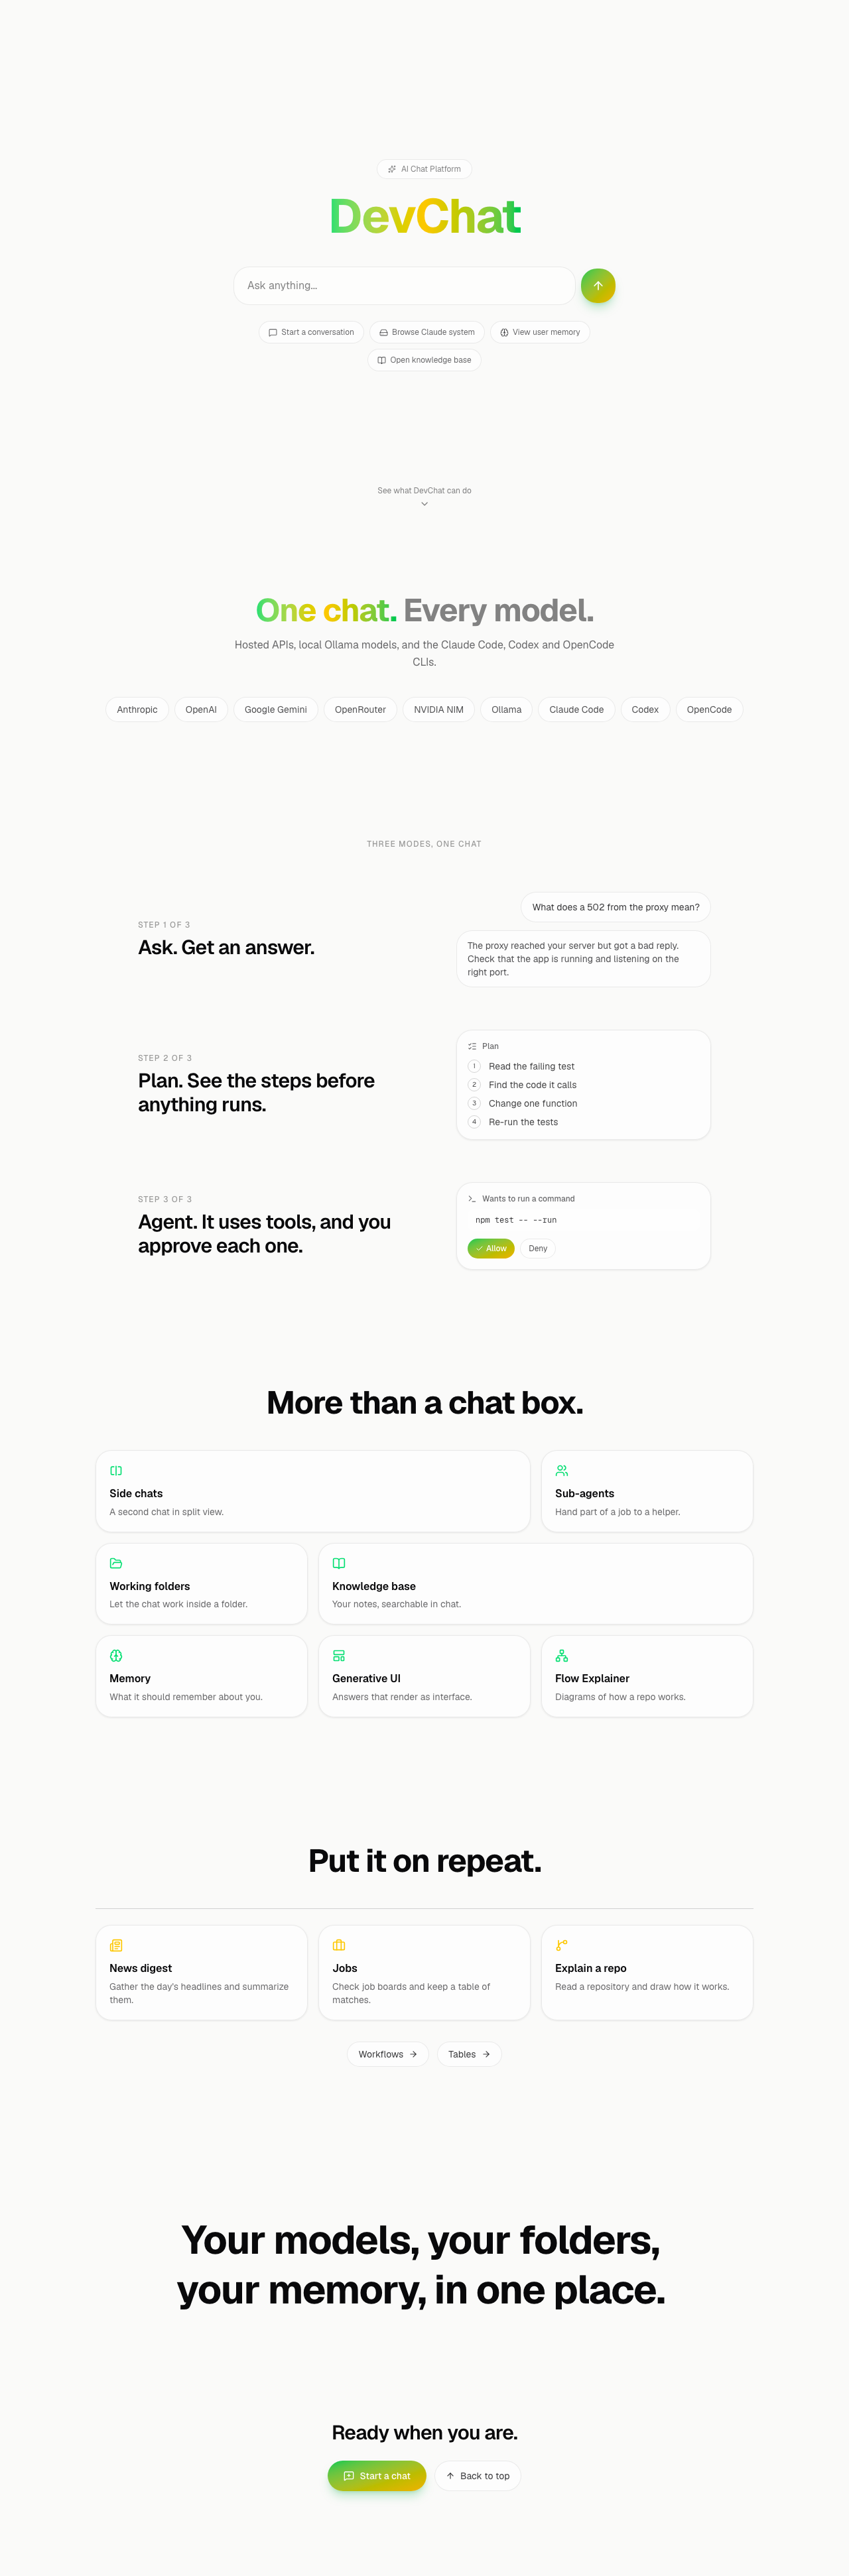 AI Chat Platform
DevChat
Ask anything...
Start a conversation
Browse Claude system
View user memory
Open knowledge base
See what DevChat can do
One chat. Every model.
Hosted APIs, local Ollama models, and the Claude Code, Codex and OpenCode
CLIs.
Anthropic
OpenAI
Google Gemini
OpenRouter
NVIDIA NIM
Ollama
Claude Code
Codex
OpenCode
THREE MODES, ONE CHAT
STEP 1 OF 3
Ask. Get an answer.
What does a 502 from the proxy mean?
The proxy reached your server but got a bad reply.
Check that the app is running and listening on the
right port.
STEP 2 OF 3
Plan. See the steps before
anything runs.
Plan
1 Read the failing test
2 Find the code it calls
3 Change one function
4 Re-run the tests
STEP 3 OF 3
Agent. It uses tools, and you
approve each one.
Wants to run a command
npm test -- --run
Allow
Deny
More than a chat box.
Side chats
A second chat in split view.
Sub-agents
Hand part of a job to a helper.
Working folders
Let the chat work inside a folder.
Knowledge base
Your notes, searchable in chat.
Memory
What it should remember about you.
Generative UI
Answers that render as interface.
Flow Explainer
Diagrams of how a repo works.
Put it on repeat.
News digest
Gather the day's headlines and summarize
them.
Jobs
Check job boards and keep a table of
matches.
Explain a repo
Read a repository and draw how it works.
Workflows
Tables
Your models, your folders,
your memory, in one place.
Ready when you are.
Start a chat
Back to top